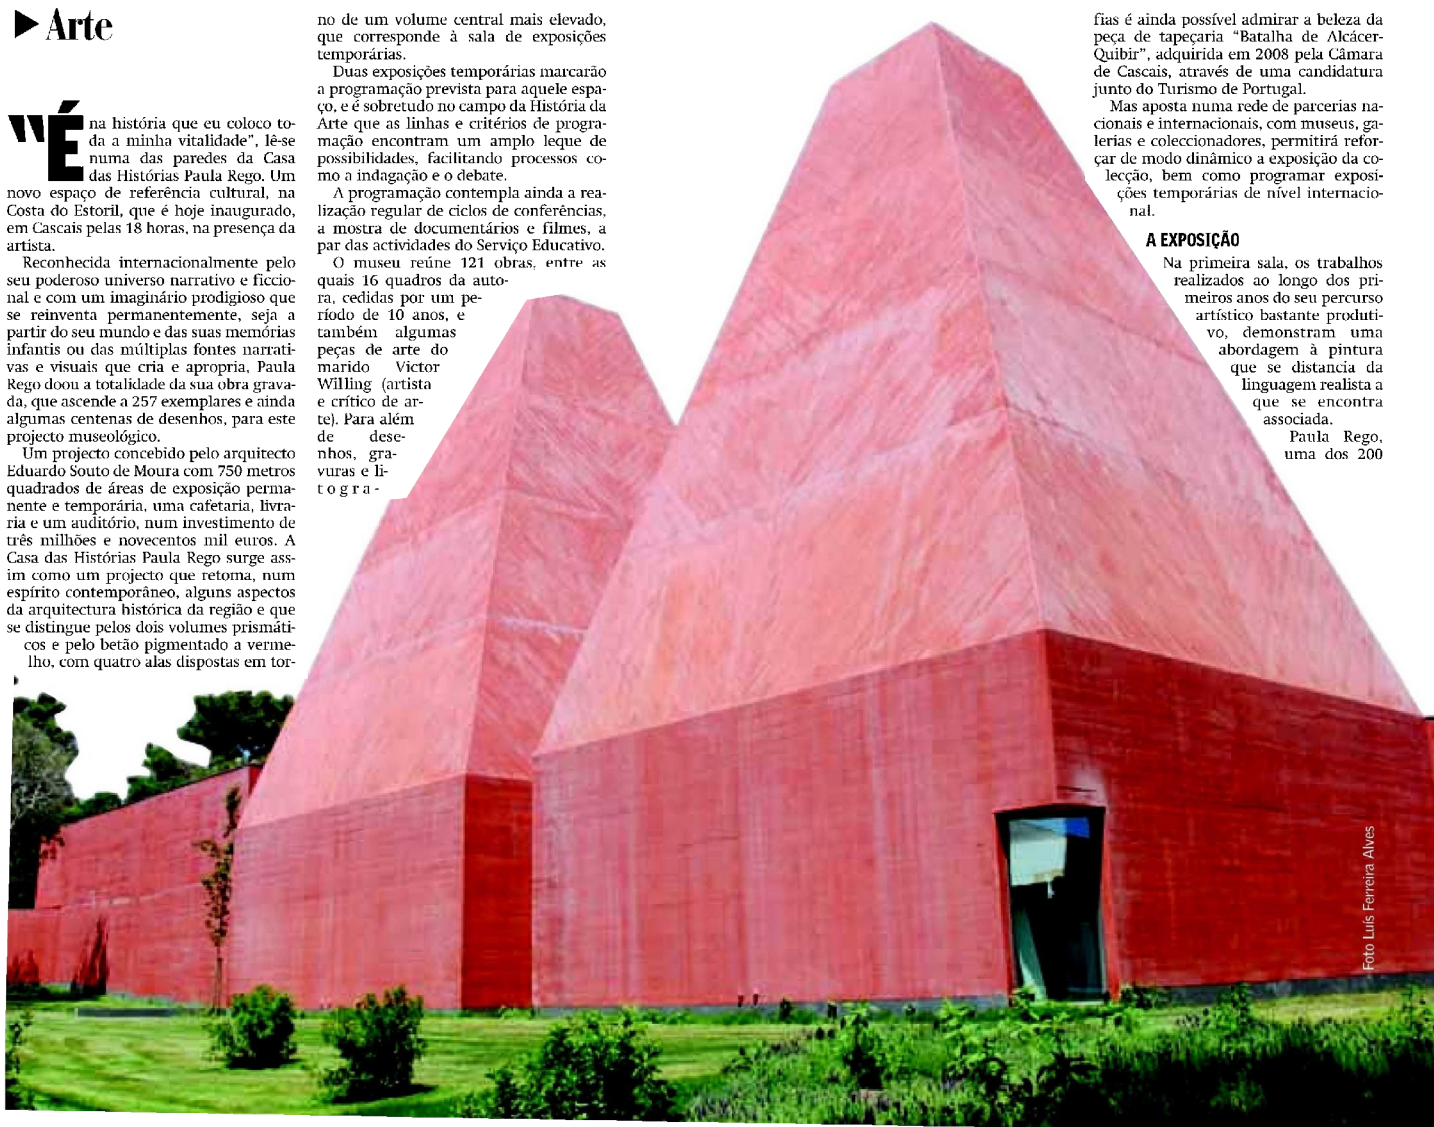 Arte
“É na história que eu coloco to-
da a minha vitalidade”, lê-se
numa das paredes da Casa
das Histórias Paula Rego. Um
novo espaço de referência cultural, na
Costa do Estoril, que é hoje inaugurado,
em Cascais pelas 18 horas, na presença da
artista.
Reconhecida internacionalmente pelo
seu poderoso universo narrativo e ficcio-
nal e com um imaginário prodigioso que
se reinventa permanentemente, seja a
partir do seu mundo e das suas memórias
infantis ou das múltiplas fontes narrati-
vas e visuais que cria e apropria, Paula
Rego doou a totalidade da sua obra grava-
da, que ascende a 257 exemplares e ainda
algumas centenas de desenhos, para este
projecto museológico.
Um projecto concebido pelo arquitecto
Eduardo Souto de Moura com 750 metros
quadrados de áreas de exposição perma-
nente e temporária, uma cafetaria, livra-
ria e um auditório, num investimento de
três milhões e novecentos mil euros. A
Casa das Histórias Paula Rego surge ass-
im como um projecto que retoma, num
espírito contemporâneo, alguns aspectos
da arquitectura histórica da região e que
se distingue pelos dois volumes prismáti-
cos e pelo betão pigmentado a verme-
lho, com quatro alas dispostas em tor-
no de um volume central mais elevado,
que corresponde à sala de exposições
temporárias.
Duas exposições temporárias marcarão
a programação prevista para aquele espa-
ço, e é sobretudo no campo da História da
Arte que as linhas e critérios de progra-
mação encontram um amplo leque de
possibilidades, facilitando processos co-
mo a indagação e o debate.
A programação contempla ainda a rea-
lização regular de ciclos de conferências,
a mostra de documentários e filmes, a
par das actividades do Serviço Educativo.
O museu reúne 121 obras, entre as
quais 16 quadros da auto-
ra, cedidas por um pe-
ríodo de 10 anos, e
também algumas
peças de arte do
marido Victor
Willing (artista
e crítico de ar-
te). Para além
de dese-
nhos, gra-
vuras e li-
togra-
fias é ainda possível admirar a beleza da
peça de tapeçaria “Batalha de Alcácer-
Quibir”, adquirida em 2008 pela Câmara
de Cascais, através de uma candidatura
junto do Turismo de Portugal.
Mas aposta numa rede de parcerias na-
cionais e internacionais, com museus, ga-
lerias e coleccionadores, permitirá refor-
çar de modo dinâmico a exposição da co-
lecção, bem como programar exposi-
ções temporárias de nível internacio-
nal.
A EXPOSIÇÃO
Na primeira sala, os trabalhos
realizados ao longo dos pri-
meiros anos do seu percurso
artístico bastante produti-
vo, demonstram uma
abordagem à pintura
que se distancia da
linguagem realista a
que se encontra
associada.
Paula Rego,
uma dos 200
Foto Luís Ferreira Alves